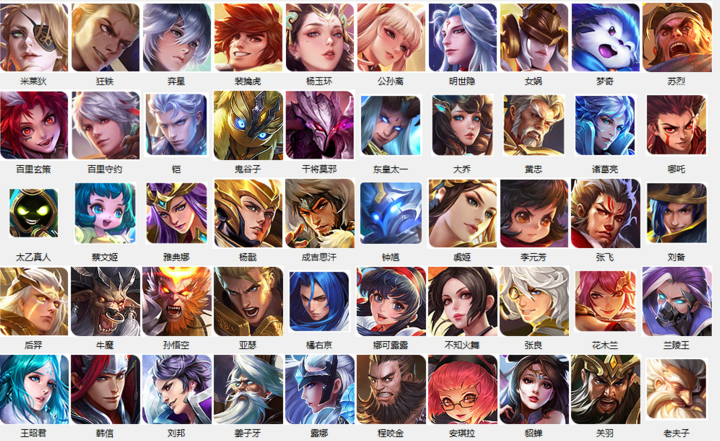 米莱狄 狂铁 弈星 裴擒虎 杨玉环 公孙离 明世隐 女娲 梦奇 苏烈
百里玄策 百里守约 铠 鬼谷子 干将莫邪 东皇太一 大乔 黄忠 诸葛亮 哪吒
太乙真人 蔡文姬 雅典娜 杨戬 成吉思汗 钟馗 虞姬 李元芳 张飞 刘备
后羿 牛魔 孙悟空 亚瑟 橘右京 娜可露露 不知火舞 张良 花木兰 兰陵王
王昭君 韩信 刘邦 姜子牙 露娜 程咬金 安琪拉 貂蝉 关羽 老夫子